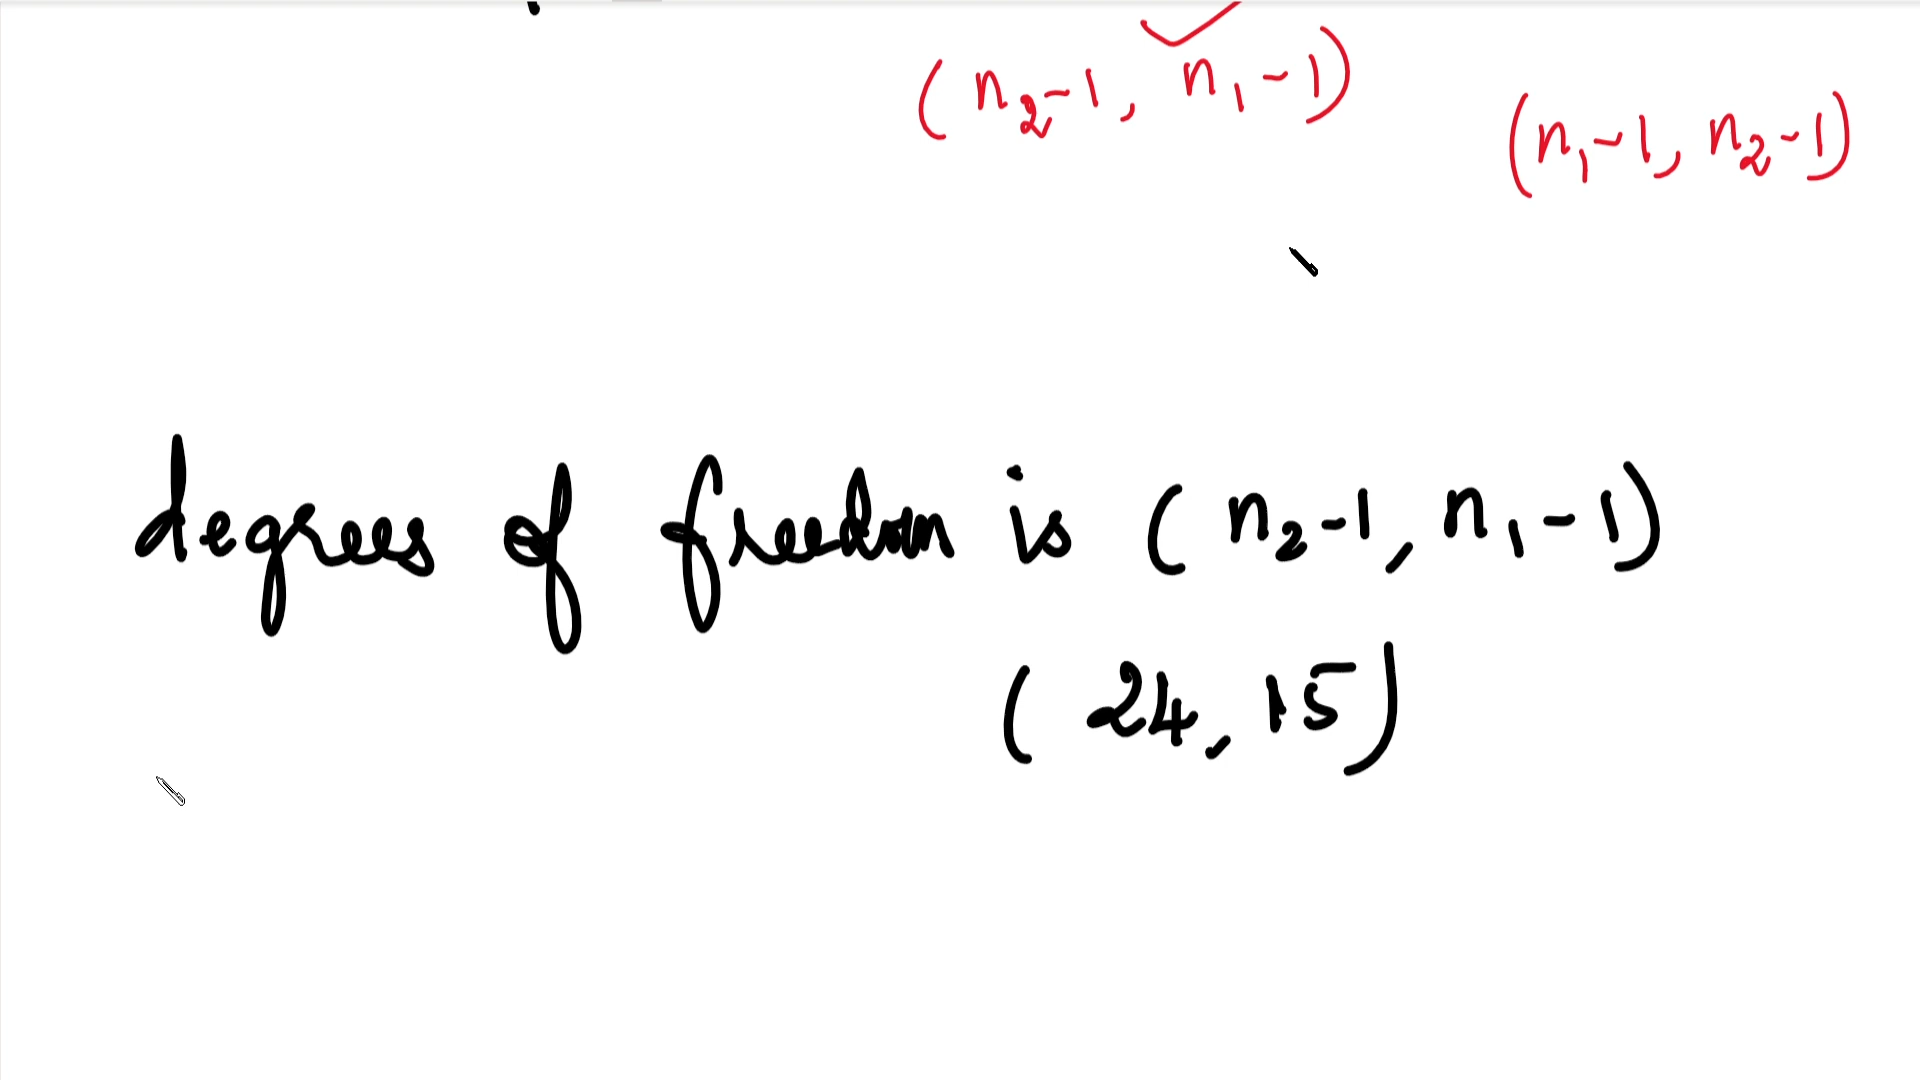 (n₂-1, n₁-1)
(n₁-1, n₂-1)
degrees of freedom is (n₂-1, n₁-1)
(24, 15)